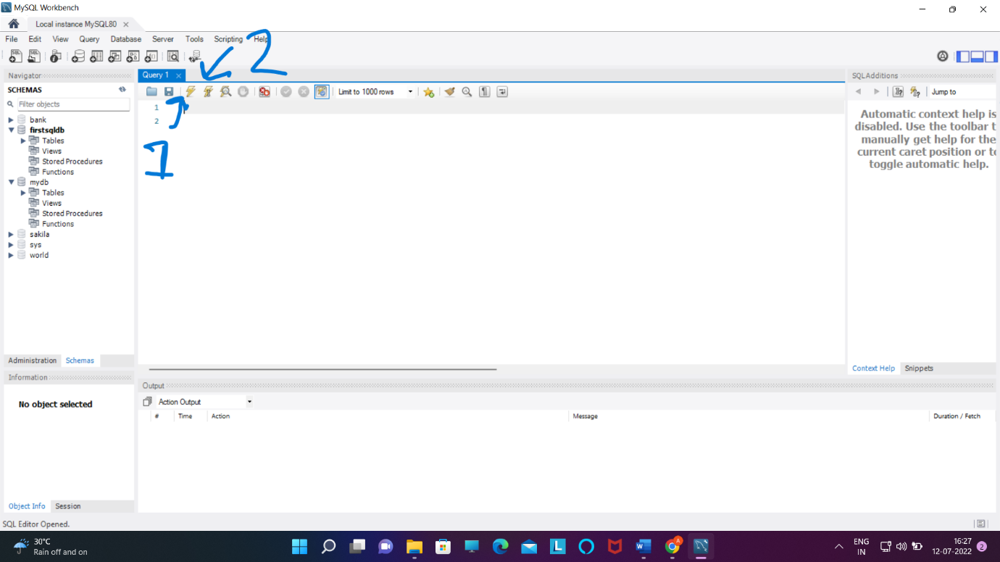 MySQL Workbench
Local instance MySQL80
File Edit View Query Database Server Tools Scripting Help
2
Navigator
Query 1
SQLAdditions
SCHEMAS
Filter objects
Limit to 1000 rows
Jump to
1
2
bank
firstsqldb
Tables
Views
Stored Procedures
Functions
mydb
Tables
Views
Stored Procedures
Functions
sakila
sys
world
1
Automatic context help is
disabled. Use the toolbar t
manually get help for the
current caret position or to
toggle automatic help.
Administration Schemas
Context Help Snippets
Information
No object selected
Output
Action Output
# Time Action Message Duration / Fetch
Object Info Session
SQL Editor Opened.
30°C
Rain off and on
ENG
IN
16:27
12-07-2022
2